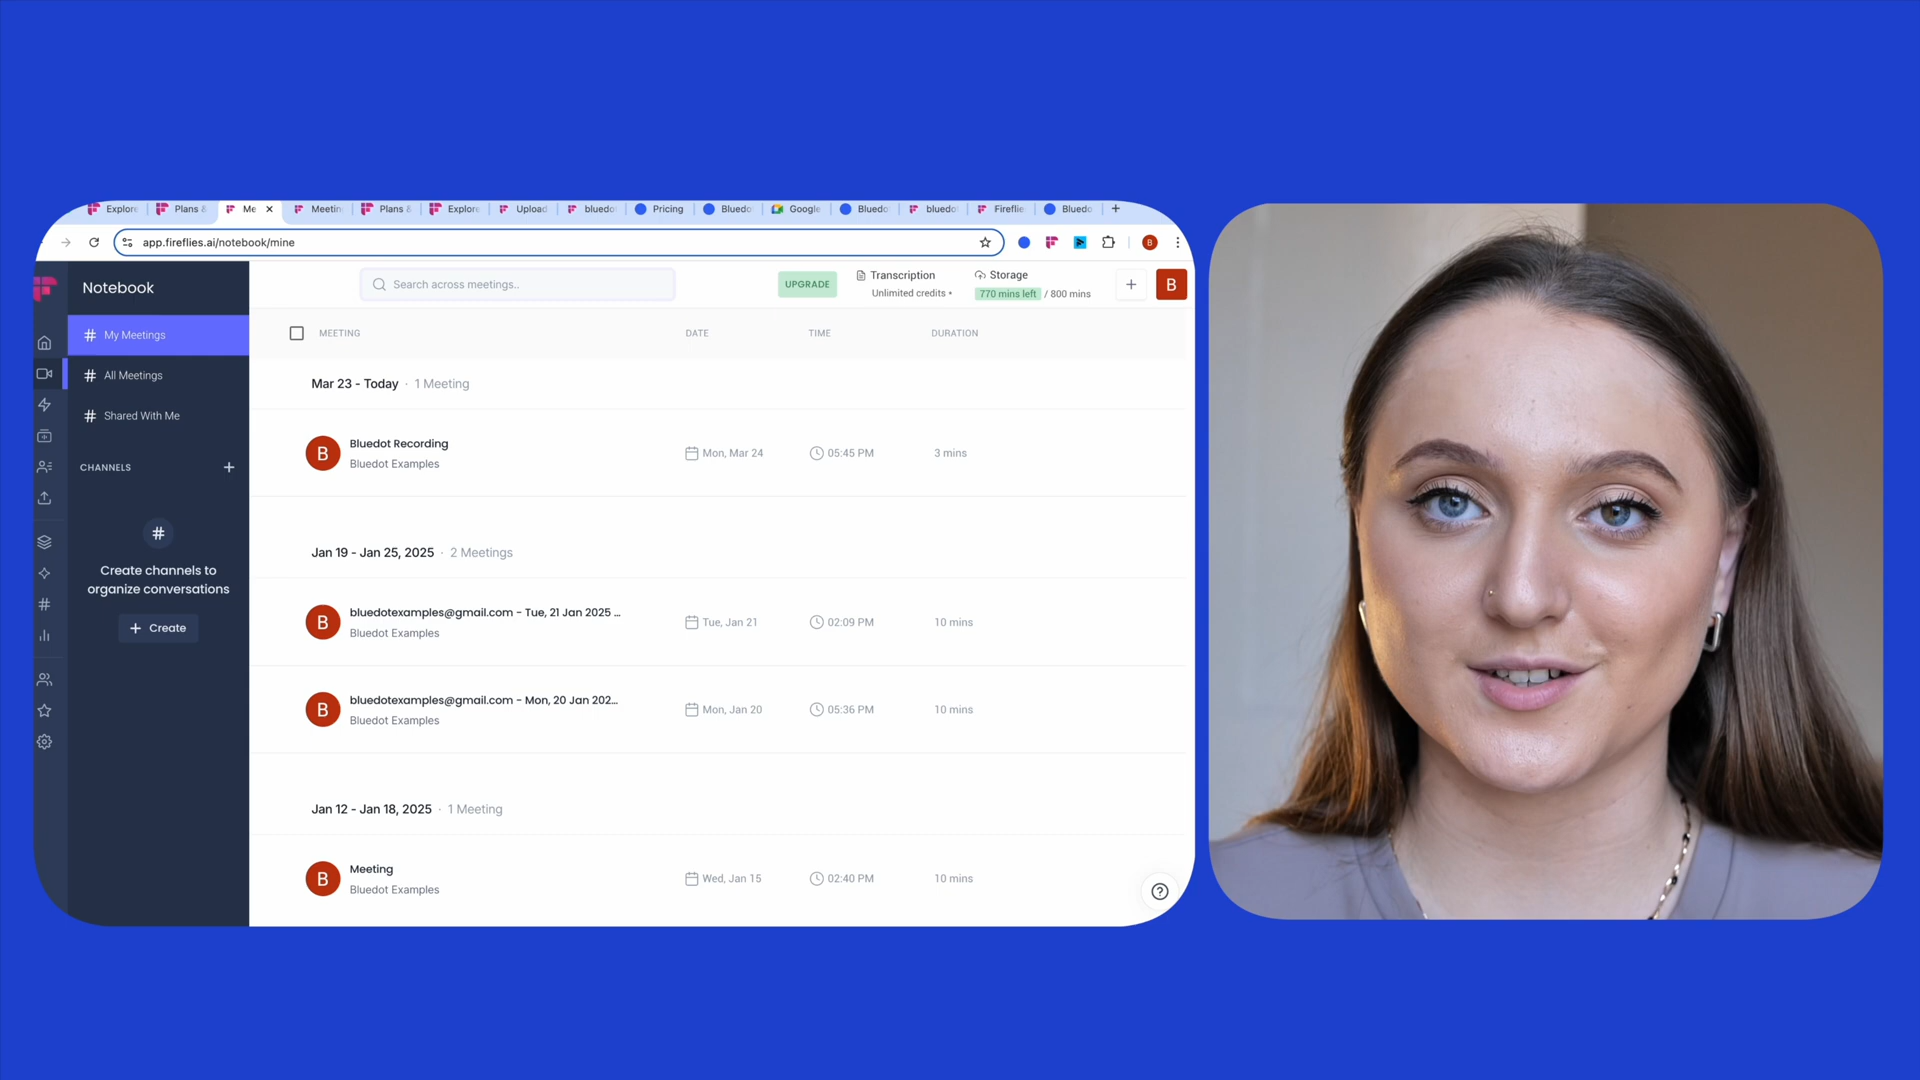 Explore
Plans &
Me
Meetin
Plans &
Explore
Upload
bluedo
Pricing
Bluedo
Google
Bluedo
bluedo
Fireflie
Bluedo
app.fireflies.ai/notebook/mine
B
Notebook
Search across meetings..
UPGRADE
Transcription
Unlimited credits
Storage
770 mins left / 800 mins
B
# My Meetings
# All Meetings
# Shared With Me
CHANNELS
#
Create channels to
organize conversations
+ Create
MEETING DATE TIME DURATION
Mar 23 - Today · 1 Meeting
B
Bluedot Recording
Bluedot Examples
Mon, Mar 24
05:45 PM
3 mins
Jan 19 - Jan 25, 2025 · 2 Meetings
B
bluedotexamples@gmail.com - Tue, 21 Jan 2025 ...
Bluedot Examples
Tue, Jan 21
02:09 PM
10 mins
B
bluedotexamples@gmail.com - Mon, 20 Jan 202...
Bluedot Examples
Mon, Jan 20
05:36 PM
10 mins
Jan 12 - Jan 18, 2025 · 1 Meeting
B
Meeting
Bluedot Examples
Wed, Jan 15
02:40 PM
10 mins
?